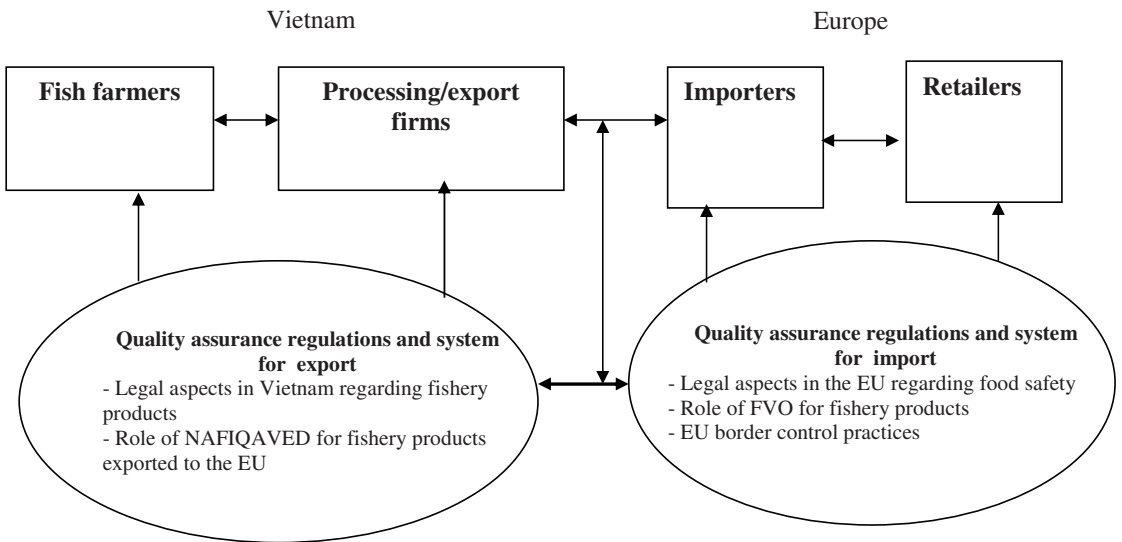 Vietnam
Europe
Fish farmers
Processing/export
firms
Importers
Retailers
Quality assurance regulations and system
for export
- Legal aspects in Vietnam regarding fishery
products
- Role of NAFIQAVED for fishery products
exported to the EU
Quality assurance regulations and system
for import
- Legal aspects in the EU regarding food safety
- Role of FVO for fishery products
- EU border control practices